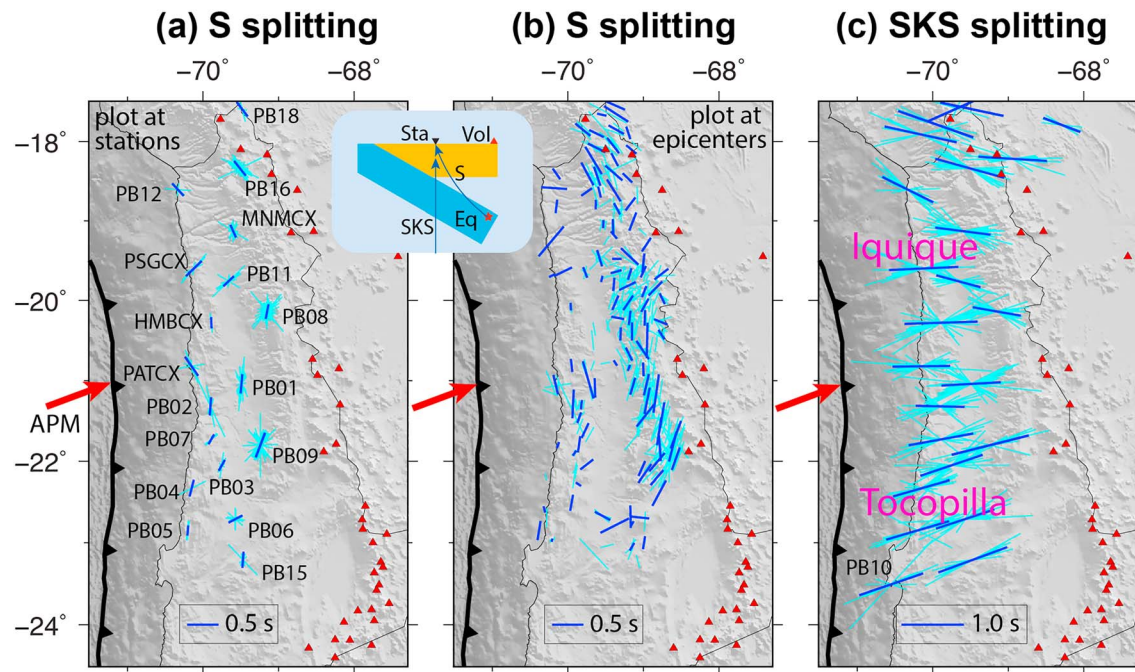 (a) S splitting
(b) S splitting
(c) SKS splitting
−70°
−68°
−70°
−68°
−70°
−68°
−18°
−20°
−22°
−24°
plot at
stations
PB18
PB12
PB16
MNMCX
PSGCX
PB11
HMBCX
PB08
PATCX
PB01
APM
PB02
PB07
PB09
PB04
PB03
PB05
PB06
PB15
0.5 s
Sta
Vol
S
SKS
Eq
plot at
epicenters
0.5 s
Iquique
Tocopilla
PB10
1.0 s